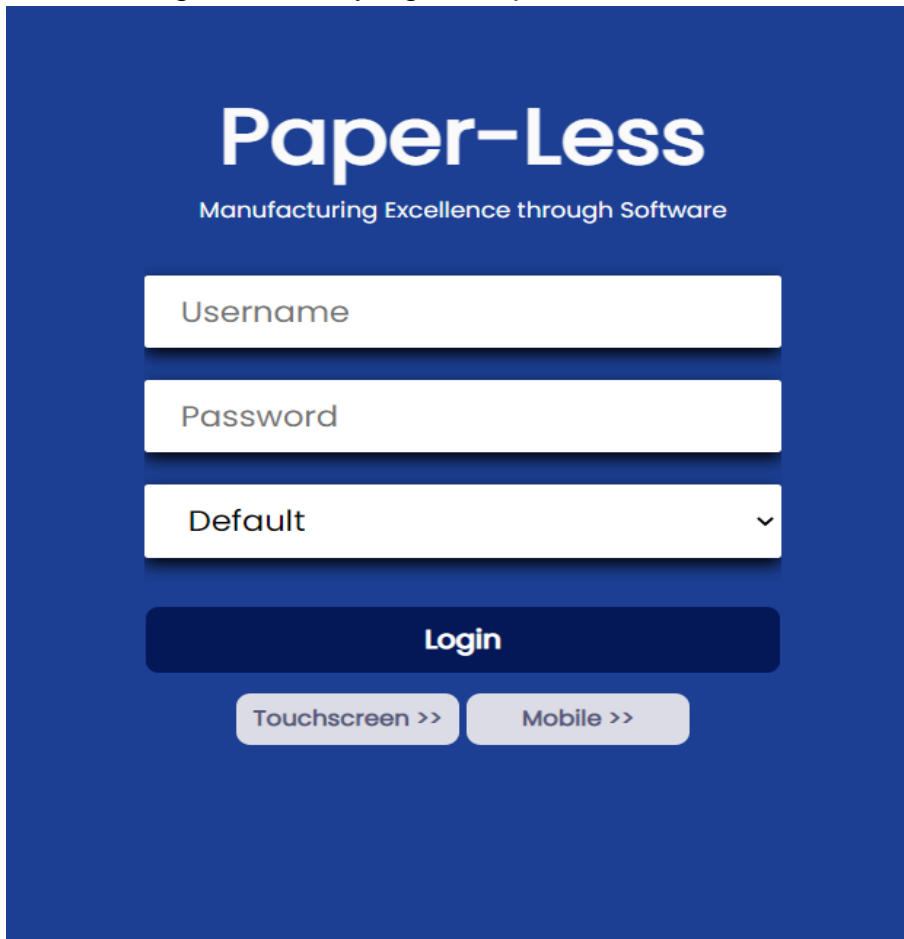 Paper-Less
Manufacturing Excellence through Software
Username
Password
Default
Login
Touchscreen >> Mobile >>